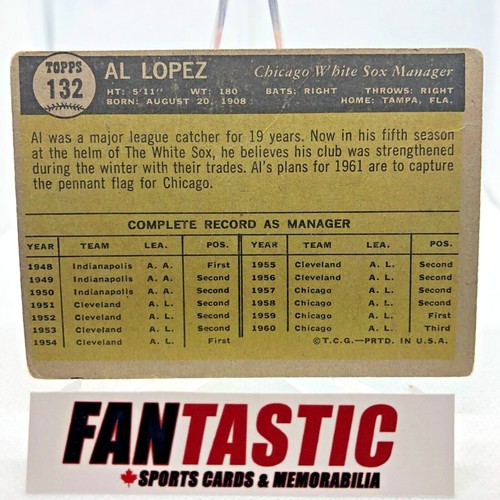 TOPPS
132
AL LOPEZ Chicago White Sox Manager
HT: 5'11" WT: 180 BATS: RIGHT THROWS: RIGHT
BORN: AUGUST 20, 1908 HOME: TAMPA, FLA.
Al was a major league catcher for 19 years. Now in his fifth season
at the helm of The White Sox, he believes his club was strengthened
during the winter with their trades. Al's plans for 1961 are to capture
the pennant flag for Chicago.
COMPLETE RECORD AS MANAGER
YEAR TEAM LEA. POS. YEAR TEAM LEA. POS.
1948 Indianapolis A. A. First 1955 Cleveland A. L. Second
1949 Indianapolis A. A. Second 1956 Cleveland A. L. Second
1950 Indianapolis A. A. Second 1957 Chicago A. L. Second
1951 Cleveland A. L. Second 1958 Chicago A. L. Second
1952 Cleveland A. L. Second 1959 Chicago A. L. First
1953 Cleveland A. L. Second 1960 Chicago A. L. Third
1954 Cleveland A. L. First ©T.C.G.—PRTD. IN U.S.A.
FANTASTIC
SPORTS CARDS & MEMORABILIA